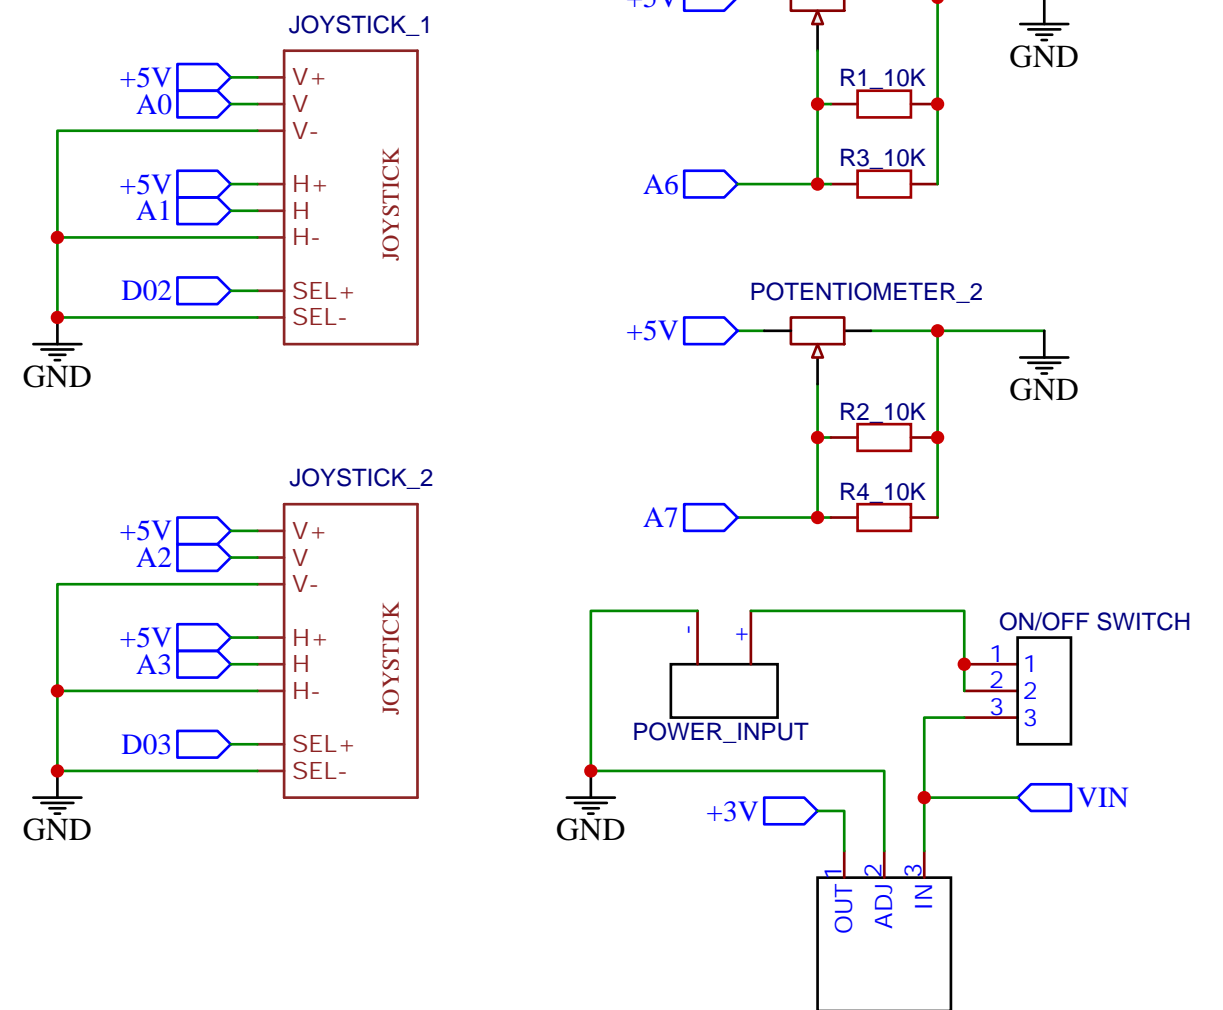 JOYSTICK_1
+5V V+
A0 V
V-
+5V H+
A1 H
H-
D02 SEL+
SEL-
JOYSTICK
GND
JOYSTICK_2
+5V V+
A2 V
V-
+5V H+
A3 H
H-
D03 SEL+
SEL-
JOYSTICK
GND
+5V
GND
R1_10K
R3_10K
A6
POTENTIOMETER_2
+5V
GND
R2_10K
R4_10K
A7
- +
POWER_INPUT
ON/OFF SWITCH
1 1
2 2
3 3
GND
+3V
VIN
1 2 3
OUT ADJ IN